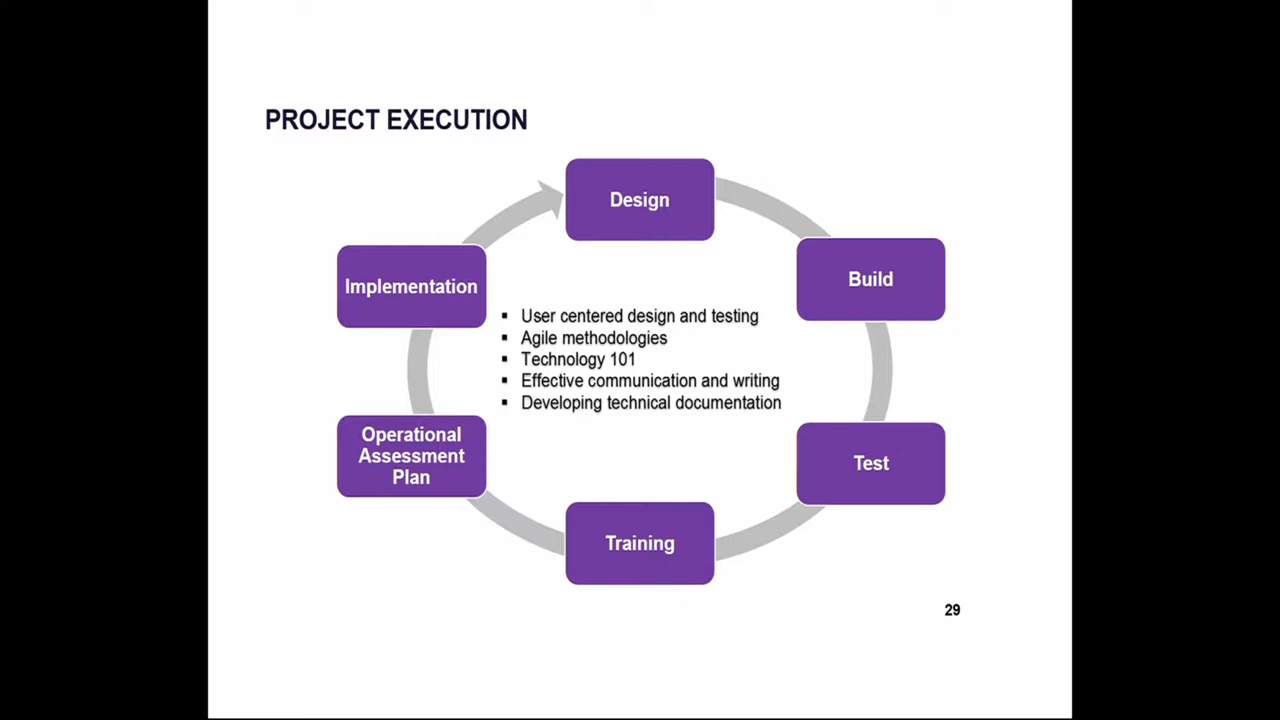 PROJECT EXECUTION
Design
Build
Test
Training
Operational
Assessment
Plan
Implementation
▪ User centered design and testing
▪ Agile methodologies
▪ Technology 101
▪ Effective communication and writing
▪ Developing technical documentation
29